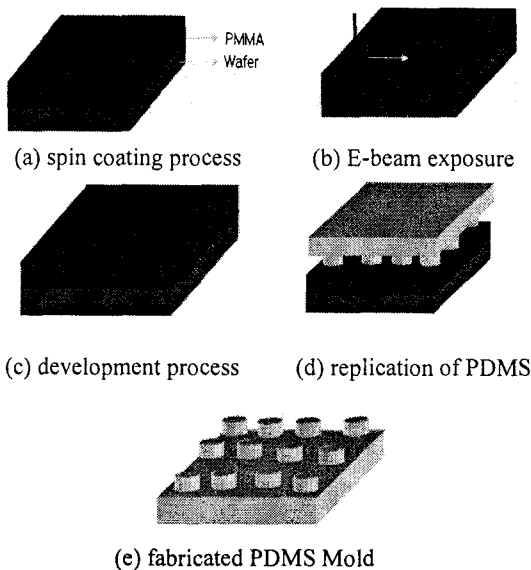 PMMA
Wafer
(a) spin coating process
(b) E-beam exposure
(c) development process
(d) replication of PDMS
(e) fabricated PDMS Mold